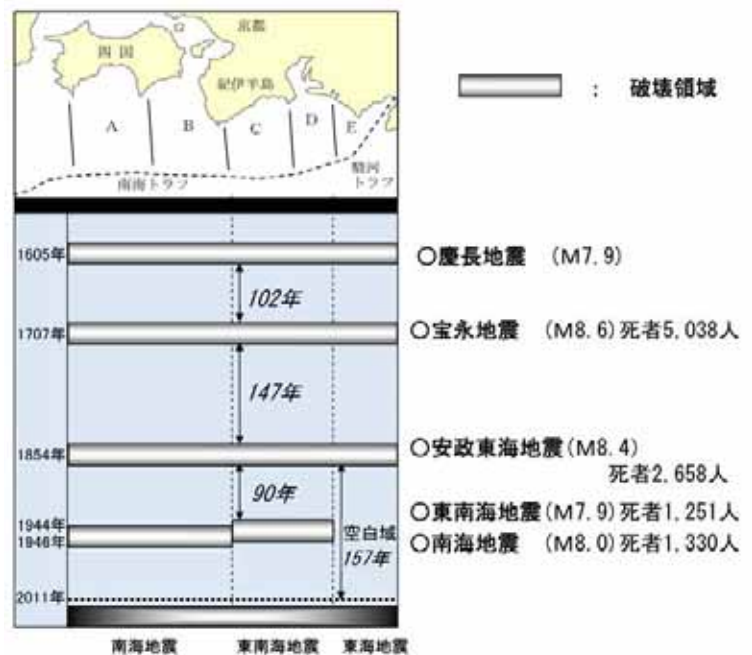 G
京都
四国
紀伊半島
A
B
C
D
E
駿河
トラフ
南海トラフ
: 破壊領域
1605年
○慶長地震 (M7.9)
102年
1707年
○宝永地震 (M8.6)死者5,038人
147年
1854年
○安政東海地震(M8.4)
死者2,658人
90年
1944年
○東南海地震(M7.9)死者1,251人
空白域
1946年
○南海地震 (M8.0)死者1,330人
157年
2011年
南海地震
東南海地震
東海地震